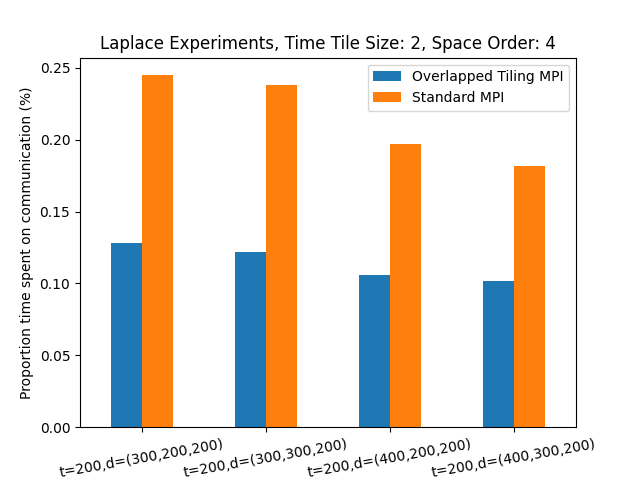 Laplace Experiments, Time Tile Size: 2, Space Order: 4
Proportion time spent on communication (%)
0.25
0.20
0.15
0.10
0.05
0.00
Overlapped Tiling MPI
Standard MPI
t=200,d=(300,200,200)
t=200,d=(300,300,200)
t=200,d=(400,200,200)
t=200,d=(400,300,200)